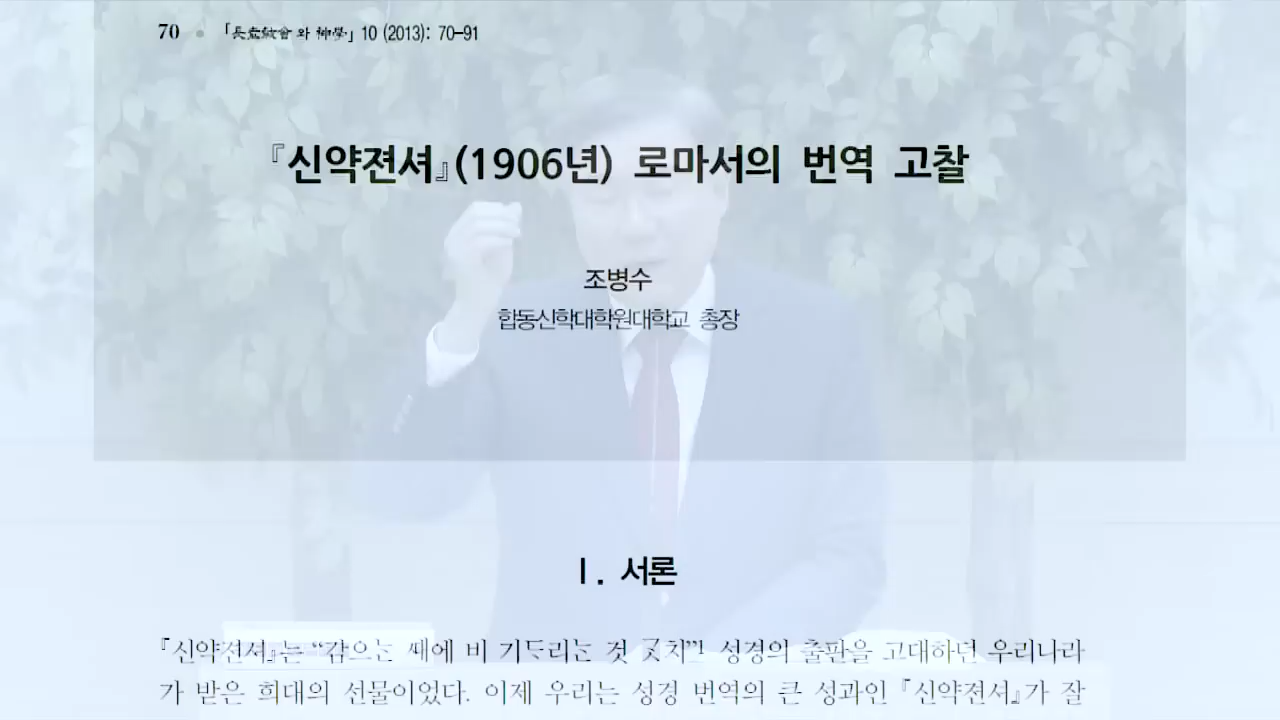 70 • 「長老敎會 와 神學」 10 (2013): 70-91
『신약젼셔』(1906년) 로마서의 번역 고찰
조병수
합동신학대학원대학교 총장
Ⅰ. 서론
『신약젼셔』는 “감으는 때에 비 기드리는 것 ᄀᆞᆺ치”1 성경의 출판을 고대하던 우리나라
가 받은 희대의 선물이었다. 이제 우리는 성경 번역의 큰 성과인 『신약젼셔』가 잘